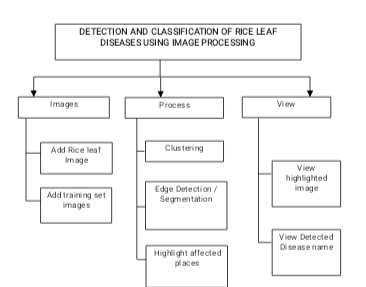 DETECTION AND CLASSIFICATION OF RICE LEAF
DISEASES USING IMAGE PROCESSING
Images
Process
View
Add Rice leaf
Image
Add training set
images
Clustering
Edge Detection /
Segmentation
Highlight affected
places
View
highlighted
image
View Detected
Disease name